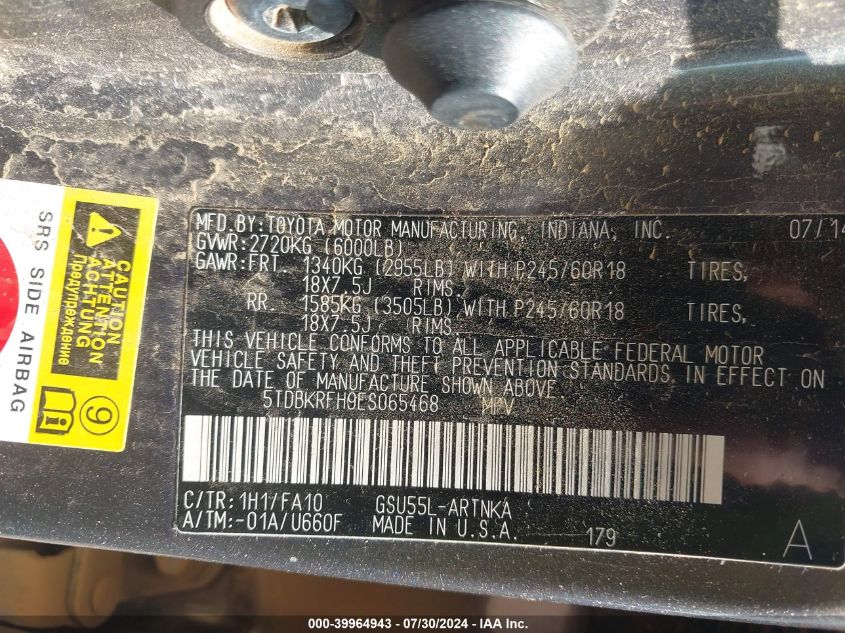 MFD. BY: TOYOTA MOTOR MANUFACTURING, INDIANA, INC. 07/14
GVWR: 2720KG (6000LB)
GAWR: FRT. 1340KG (2955LB) WITH P245/60R18 TIRES,
18X7.5J RIMS.
RR. 1585KG (3505LB) WITH P245/60R18 TIRES,
18X7.5J RIMS.
THIS VEHICLE CONFORMS TO ALL APPLICABLE FEDERAL MOTOR
VEHICLE SAFETY AND THEFT PREVENTION STANDARDS IN EFFECT ON
THE DATE OF MANUFACTURE SHOWN ABOVE.
5TDBKRFH9ES065468 MPV
C/TR: 1H1/FA10 GSU55L-ARTNKA
A/TM: -01A/U660F MADE IN U.S.A. 179 A
SRS SIDE AIRBAG
ATTENTION
ACHTUNG
Предупреждение
9
000-39964943 - 07/30/2024 - IAA Inc.